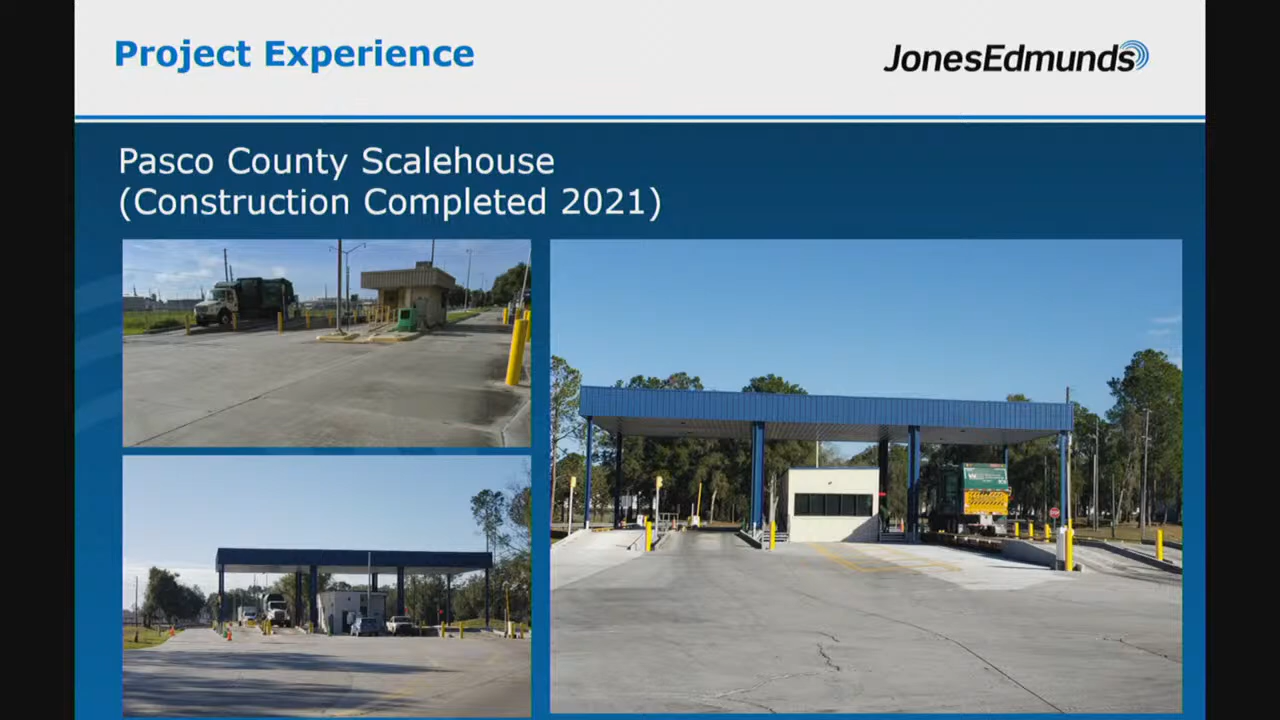 Project Experience
JonesEdmunds
Pasco County Scalehouse
(Construction Completed 2021)